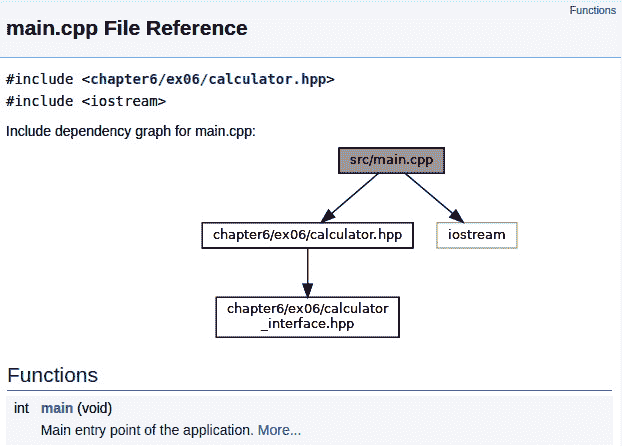 Functions
main.cpp File Reference
#include <chapter6/ex06/calculator.hpp>
#include <iostream>
Include dependency graph for main.cpp:
src/main.cpp
chapter6/ex06/calculator.hpp
iostream
chapter6/ex06/calculator
_interface.hpp
Functions
int main (void)
Main entry point of the application. More...